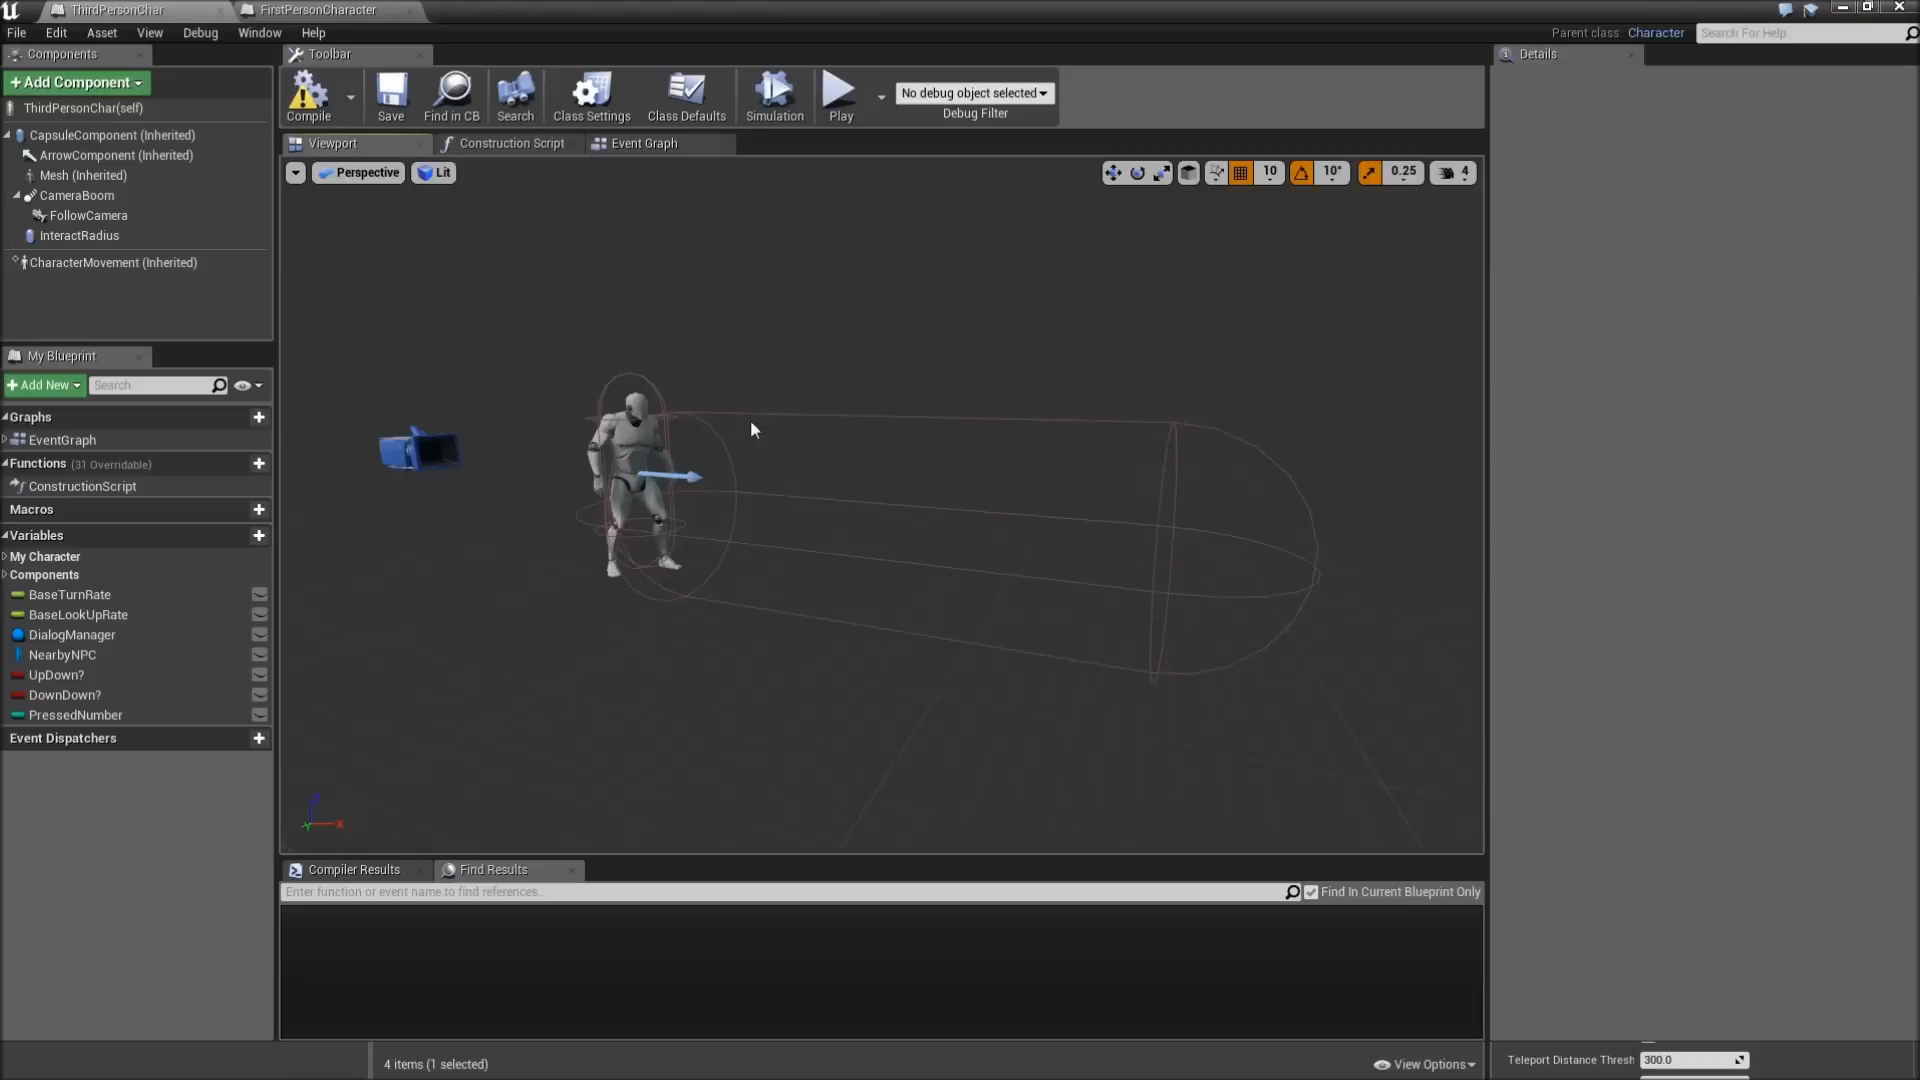 ThirdPersonChar
FirstPersonCharacter
File Edit Asset View Debug Window Help
Parent class: Character
Search For Help
Components
Toolbar
Details
+Add Component
Compile
Save
Find in CB
Search
Class Settings
Class Defaults
Simulation
Play
No debug object selected
Debug Filter
ThirdPersonChar(self)
CapsuleComponent (Inherited)
ArrowComponent (Inherited)
Mesh (Inherited)
CameraBoom
FollowCamera
InteractRadius
CharacterMovement (Inherited)
Viewport
Construction Script
Event Graph
Perspective
Lit
10
10°
0.25
4
My Blueprint
+Add New
Search
Graphs
EventGraph
Functions (31 Overridable)
ConstructionScript
Macros
Variables
My Character
Components
BaseTurnRate
BaseLookUpRate
DialogManager
NearbyNPC
UpDown?
DownDown?
PressedNumber
Event Dispatchers
X
Compiler Results
Find Results
Enter function or event name to find references...
Find In Current Blueprint Only
4 items (1 selected)
View Options
Teleport Distance Thresh
300.0